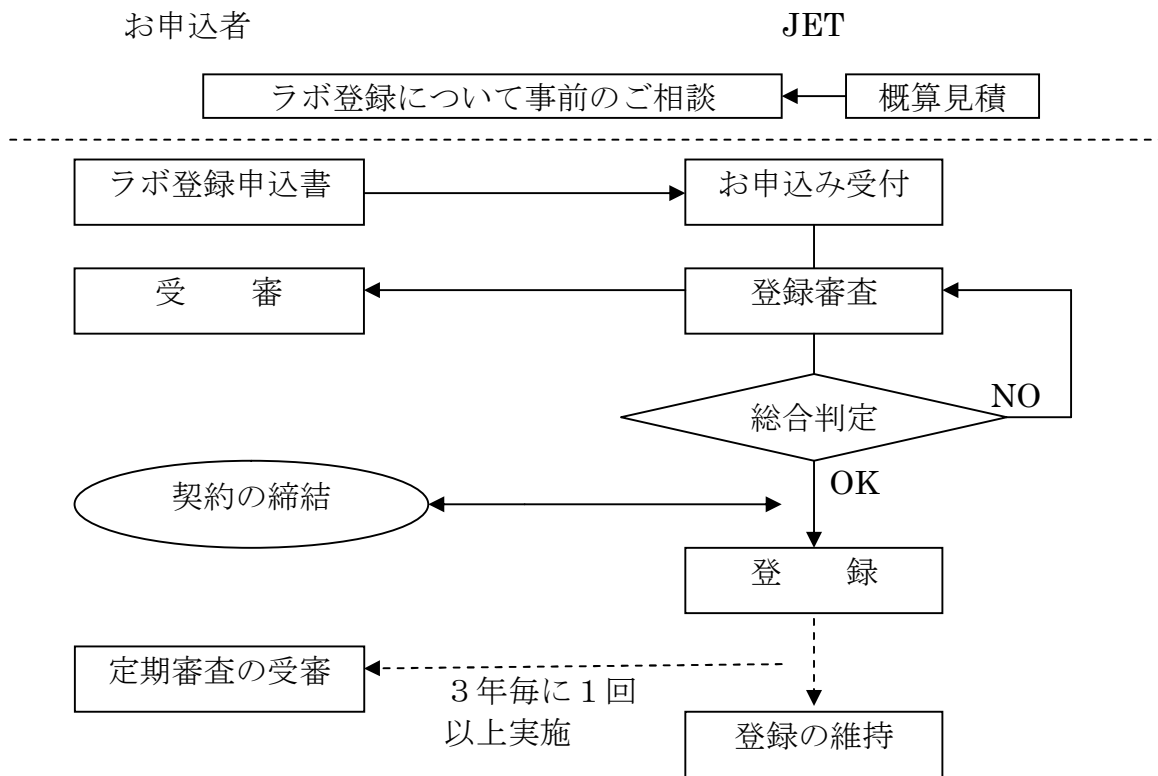 お申込者
JET
ラボ登録について事前のご相談
概算見積
ラボ登録申込書
お申込み受付
受　　審
登録審査
総合判定
NO
OK
契約の締結
登　　録
定期審査の受審
３年毎に１回
以上実施
登録の維持